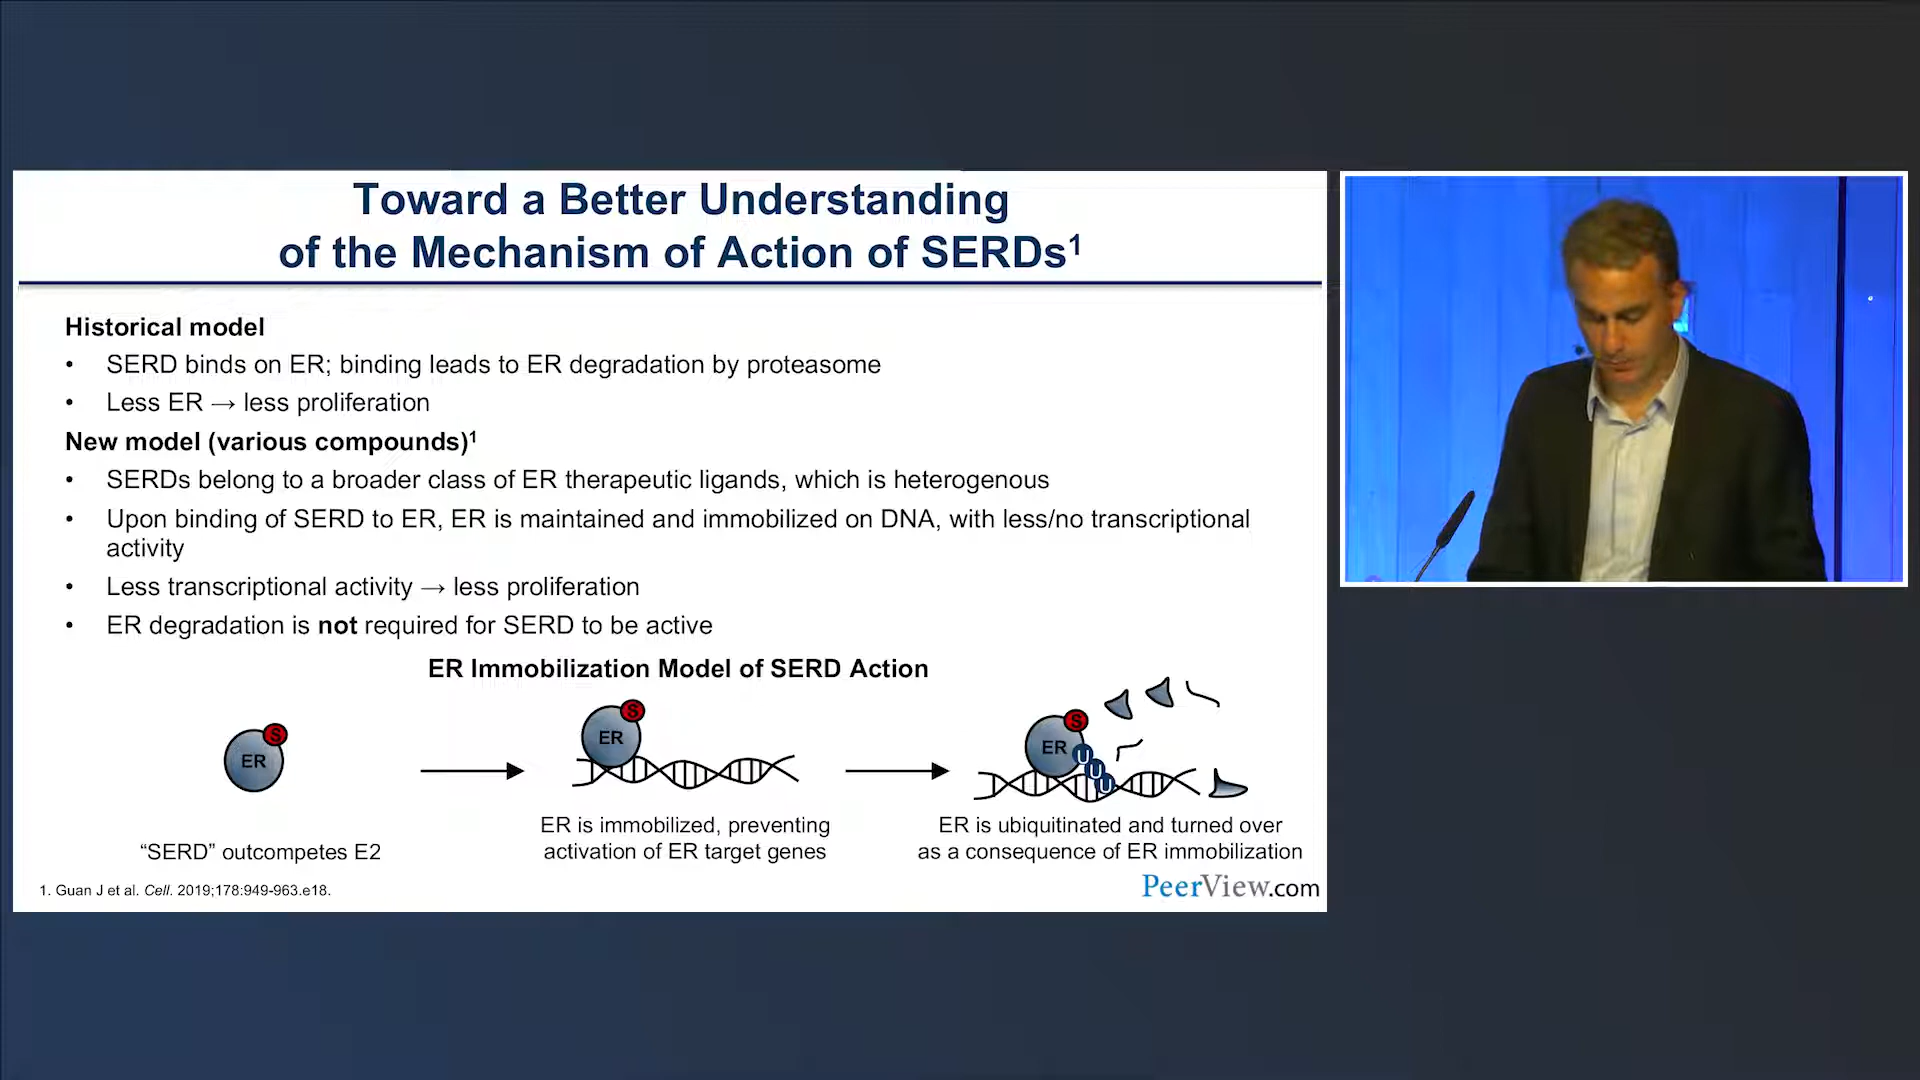 Toward a Better Understanding
of the Mechanism of Action of SERDs¹
Historical model
• SERD binds on ER; binding leads to ER degradation by proteasome
• Less ER → less proliferation
New model (various compounds)¹
• SERDs belong to a broader class of ER therapeutic ligands, which is heterogenous
• Upon binding of SERD to ER, ER is maintained and immobilized on DNA, with less/no transcriptional
activity
• Less transcriptional activity → less proliferation
• ER degradation is not required for SERD to be active
ER Immobilization Model of SERD Action
S
ER
"SERD" outcompetes E2
S
ER
ER is immobilized, preventing
activation of ER target genes
S
ER
U
U
U
ER is ubiquitinated and turned over
as a consequence of ER immobilization
1. Guan J et al. Cell. 2019;178:949-963.e18.
PeerView.com